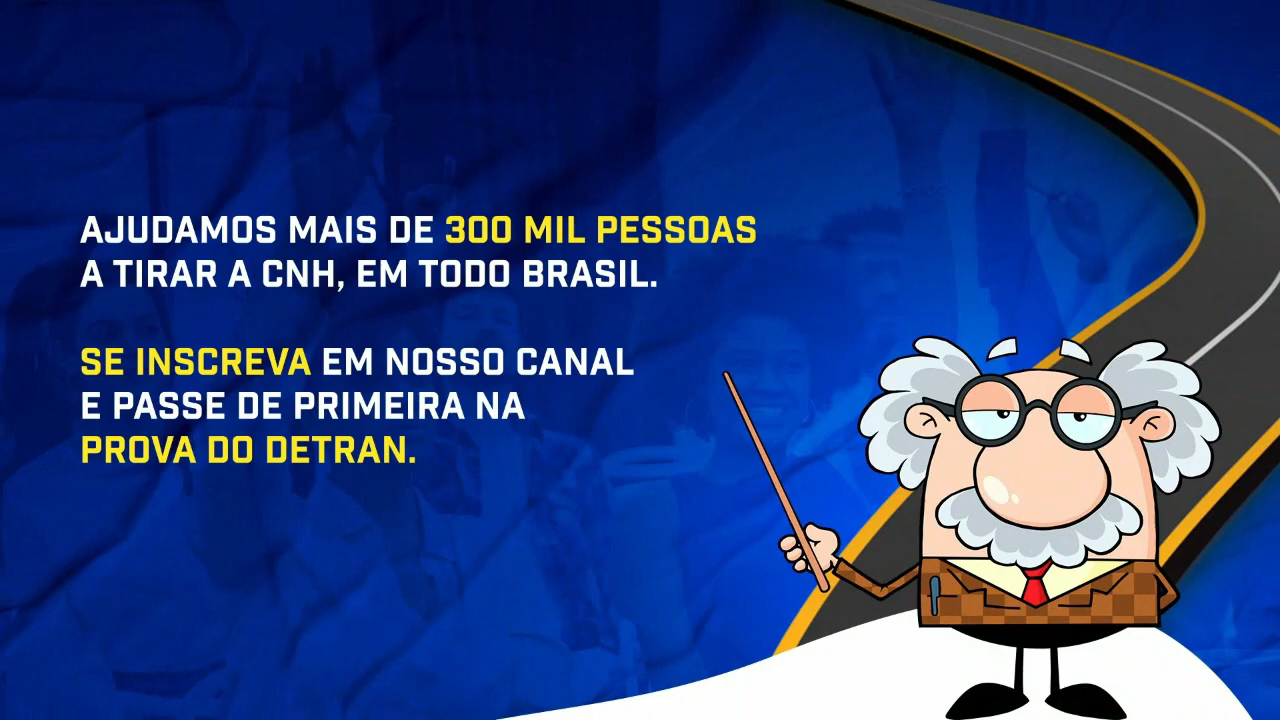 AJUDAMOS MAIS DE 300 MIL PESSOAS
A TIRAR A CNH, EM TODO BRASIL.
SE INSCREVA EM NOSSO CANAL
E PASSE DE PRIMEIRA NA
PROVA DO DETRAN.